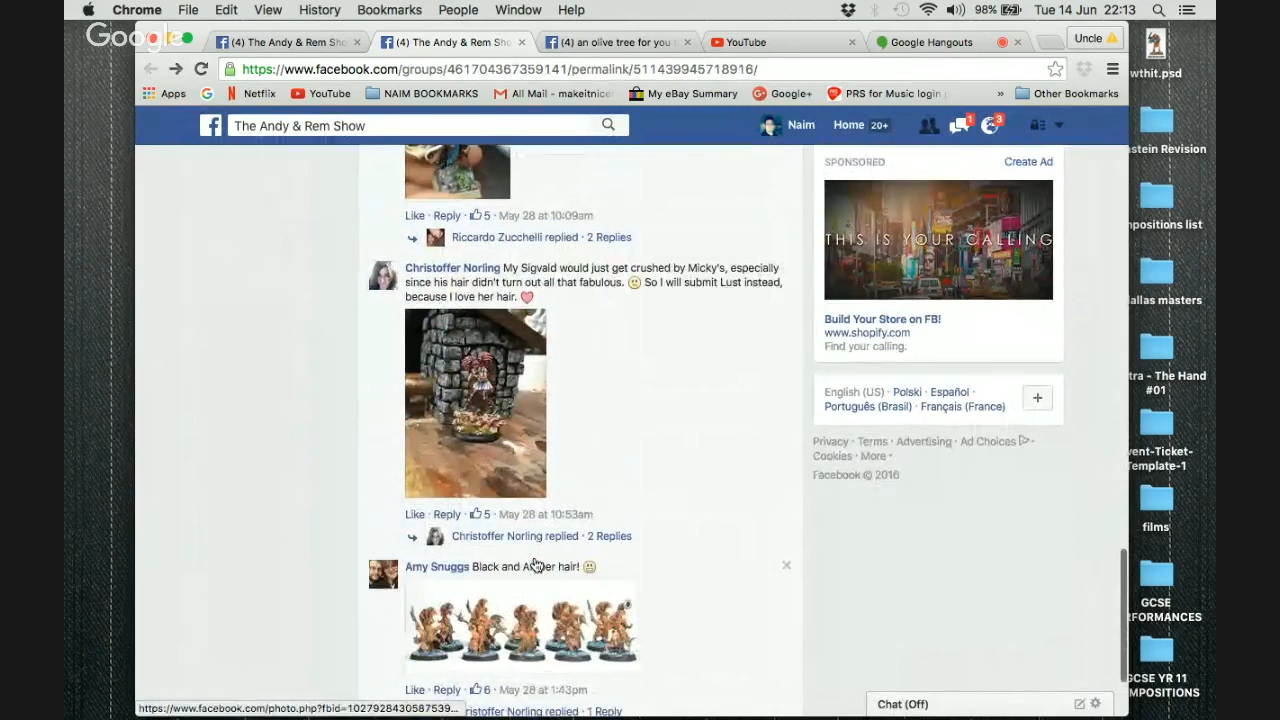 Chrome File Edit View History Bookmarks People Window Help 98% Tue 14 Jun 22:13
Google
(4) The Andy & Rem Sho × (4) The Andy & Rem Sho × (4) an olive tree for you × YouTube × Google Hangouts × Uncle
https://www.facebook.com/groups/461704367359141/permalink/511439945718916/
Apps Netflix YouTube NAIM BOOKMARKS All Mail - makeitnice My eBay Summary Google+ PRS for Music login » Other Bookmarks
The Andy & Rem Show Naim Home 20+ 1 3
wthit.psd
nstein Revision
npositions list
allas masters
tra - The Hand
#01
vent-Ticket-
Template-1
films
GCSE
RFORMANCES
GCSE YR 11
MPOSITIONS
Like · Reply · 5 · May 28 at 10:09am
Riccardo Zucchelli replied · 2 Replies
Christoffer Norling My Sigvald would just get crushed by Micky's, especially
since his hair didn't turn out all that fabulous. So I will submit Lust instead,
because I love her hair.
Like · Reply · 5 · May 28 at 10:53am
Christoffer Norling replied · 2 Replies
Amy Snuggs Black and hair!
Like · Reply · 6 · May 28 at 1:43pm
ristoffer Norling replied · 1 Reply
SPONSORED Create Ad
THIS IS YOUR CALLING
Build Your Store on FB!
www.shopify.com
Find your calling.
English (US) · Polski · Español ·
Português (Brasil) · Français (France)
Privacy · Terms · Advertising · Ad Choices ·
Cookies · More
Facebook © 2016
Chat (Off)
https://www.facebook.com/photo.php?fbid=1027928430587539...